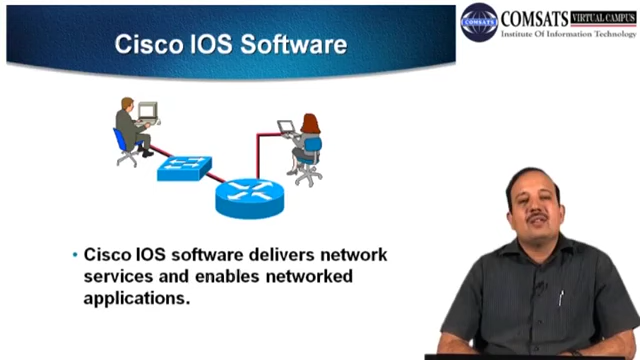 Cisco IOS Software
COMSATS
VIRTUAL CAMPUS
Institute Of Information Technology
COMSATS
• Cisco IOS software delivers network
services and enables networked
applications.